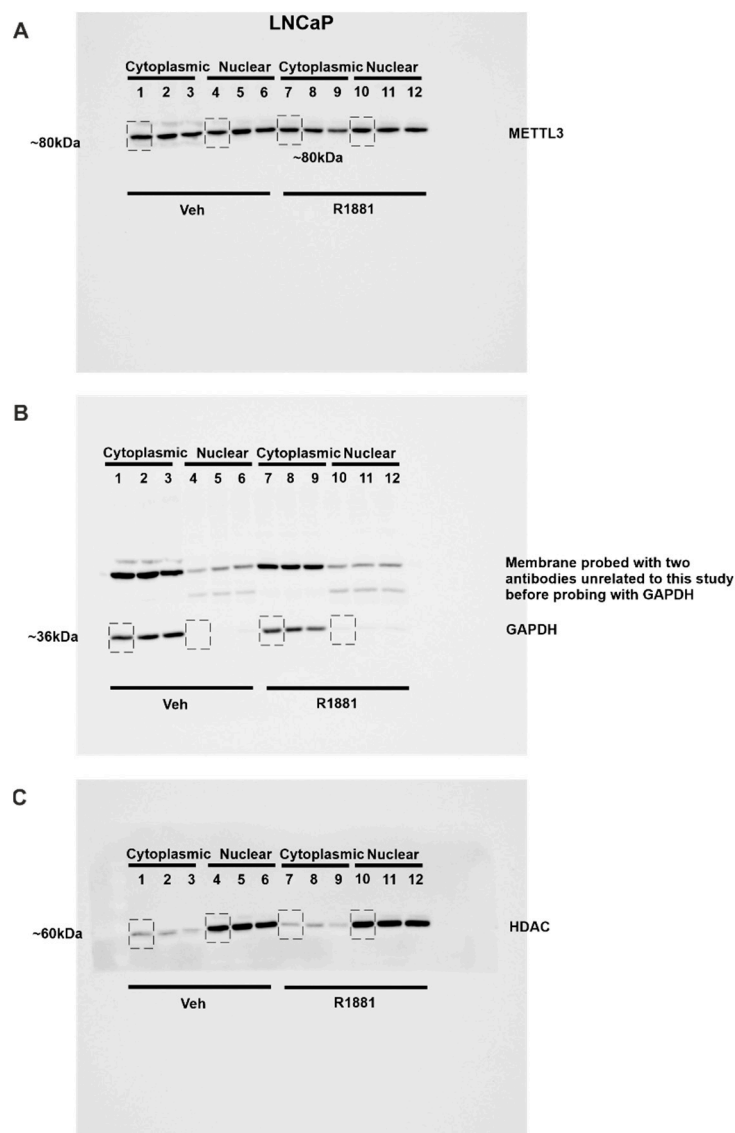 LNCaP
A
Cytoplasmic Nuclear Cytoplasmic Nuclear
1 2 3 4 5 6 7 8 9 10 11 12
~80kDa
METTL3
~80kDa
Veh R1881
B
Cytoplasmic Nuclear Cytoplasmic Nuclear
1 2 3 4 5 6 7 8 9 10 11 12
Membrane probed with two
antibodies unrelated to this study
before probing with GAPDH
~36kDa
GAPDH
Veh R1881
C
Cytoplasmic Nuclear Cytoplasmic Nuclear
1 2 3 4 5 6 7 8 9 10 11 12
~60kDa
HDAC
Veh R1881